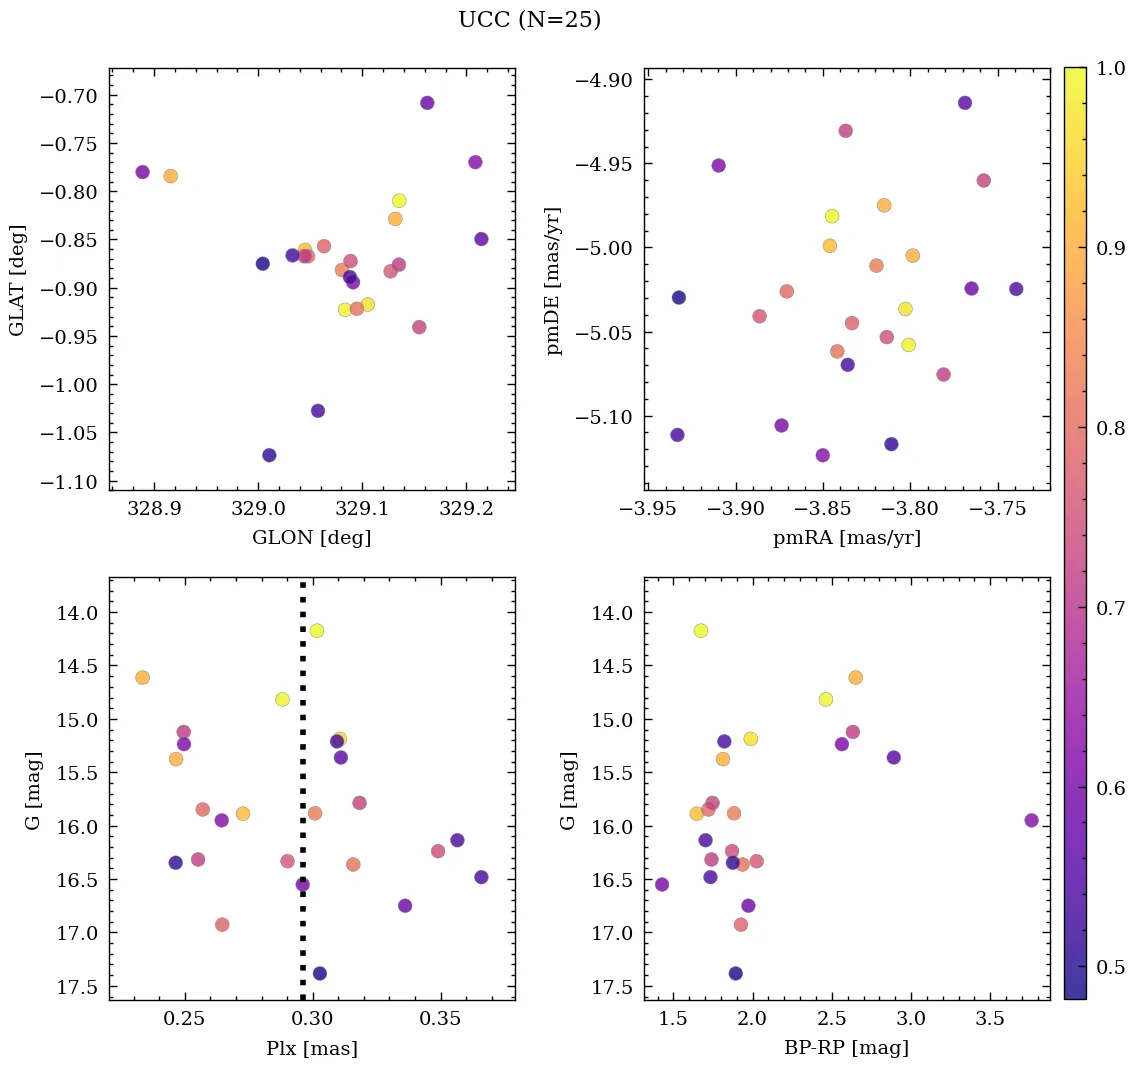 UCC (N=25)
−0.70
−0.75
−0.80
−0.85
−0.90
−0.95
−1.00
−1.05
−1.10
GLAT [deg]
328.9 329.0 329.1 329.2
GLON [deg]
−4.90
−4.95
−5.00
−5.05
−5.10
pmDE [mas/yr]
−3.95 −3.90 −3.85 −3.80 −3.75
pmRA [mas/yr]
14.0
14.5
15.0
15.5
16.0
16.5
17.0
17.5
G [mag]
0.25 0.30 0.35
Plx [mas]
14.0
14.5
15.0
15.5
16.0
16.5
17.0
17.5
G [mag]
1.5 2.0 2.5 3.0 3.5
BP-RP [mag]
1.0
0.9
0.8
0.7
0.6
0.5